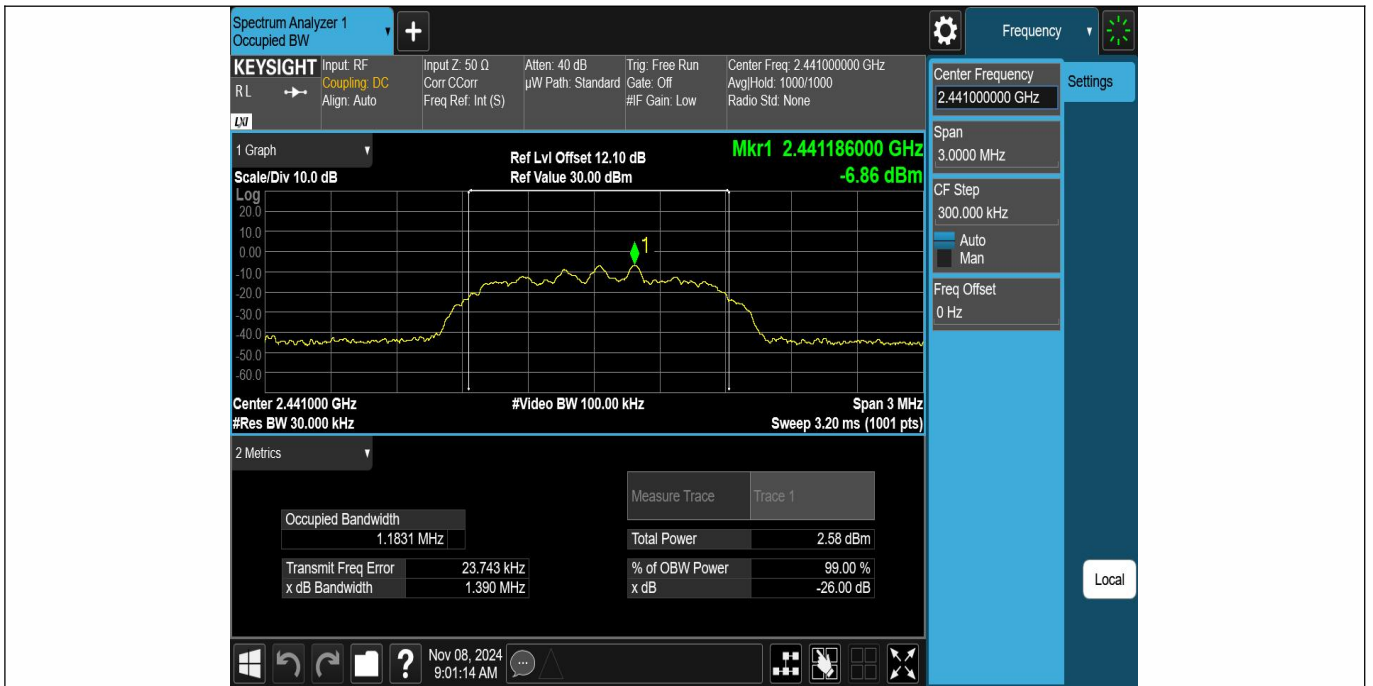 Spectrum Analyzer 1
Occupied BW
+
Frequency
KEYSIGHT
RL
LXI
Input: RF
Coupling: DC
Align: Auto
Input Z: 50 Ω
Corr CCorr
Freq Ref: Int (S)
Atten: 40 dB
µW Path: Standard
Trig: Free Run
Gate: Off
#IF Gain: Low
Center Freq: 2.441000000 GHz
Avg|Hold: 1000/1000
Radio Std: None
1 Graph
Scale/Div 10.0 dB
Ref Lvl Offset 12.10 dB
Ref Value 30.00 dBm
Mkr1 2.441186000 GHz
-6.86 dBm
Log
20.0
10.0
0.00
-10.0
-20.0
-30.0
-40.0
-50.0
-60.0
1
Center 2.441000 GHz
#Res BW 30.000 kHz
#Video BW 100.00 kHz
Span 3 MHz
Sweep 3.20 ms (1001 pts)
2 Metrics
Measure Trace Trace 1
Occupied Bandwidth
1.1831 MHz
Total Power 2.58 dBm
Transmit Freq Error 23.743 kHz
% of OBW Power 99.00 %
x dB Bandwidth 1.390 MHz
x dB -26.00 dB
Center Frequency
2.441000000 GHz
Settings
Span
3.0000 MHz
CF Step
300.000 kHz
Auto
Man
Freq Offset
0 Hz
Local
?
Nov 08, 2024
9:01:14 AM